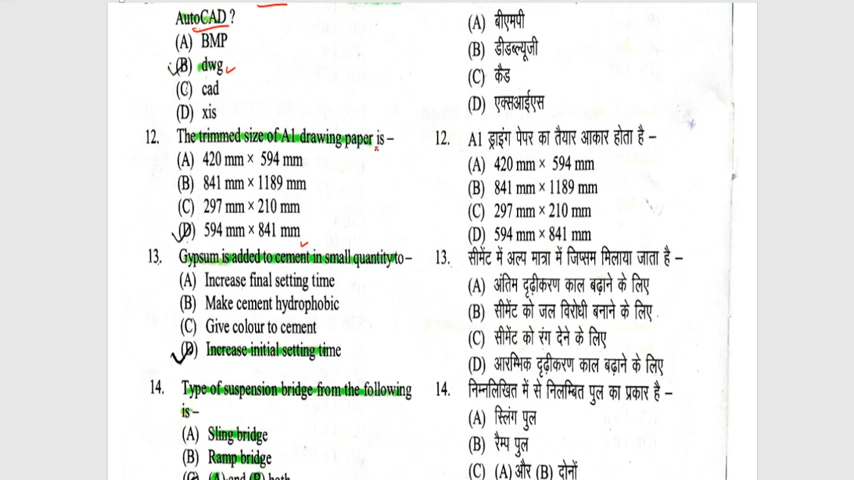 AutoCAD ?
(A) BMP
(B) dwg
(C) cad
(D) xis
12. The trimmed size of A1 drawing paper is –
(A) 420 mm × 594 mm
(B) 841 mm × 1189 mm
(C) 297 mm × 210 mm
(D) 594 mm × 841 mm
13. Gypsum is added to cement in small quantity to –
(A) Increase final setting time
(B) Make cement hydrophobic
(C) Give colour to cement
(D) Increase initial setting time
14. Type of suspension bridge from the following
is –
(A) Sling bridge
(B) Ramp bridge
(C) (A) and (B) both
(A) बीएमपी
(B) डीडब्ल्यूजी
(C) कैड
(D) एक्सआईएस
12. A1 ड्राइंग पेपर का तैयार आकार होता है –
(A) 420 mm × 594 mm
(B) 841 mm × 1189 mm
(C) 297 mm × 210 mm
(D) 594 mm × 841 mm
13. सीमेंट में अल्प मात्रा में जिप्सम मिलाया जाता है –
(A) अंतिम दृढ़ीकरण काल बढ़ाने के लिए
(B) सीमेंट को जल विरोधी बनाने के लिए
(C) सीमेंट को रंग देने के लिए
(D) आरम्भिक दृढ़ीकरण काल बढ़ाने के लिए
14. निम्नलिखित में से निलम्बित पुल का प्रकार है –
(A) स्लिंग पुल
(B) रैम्प पुल
(C) (A) और (B) दोनों